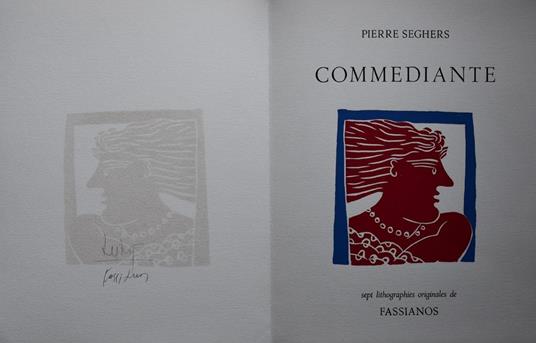 PIERRE SEGHERS
COMMEDIANTE
sept lithographies originales de
FASSIANOS